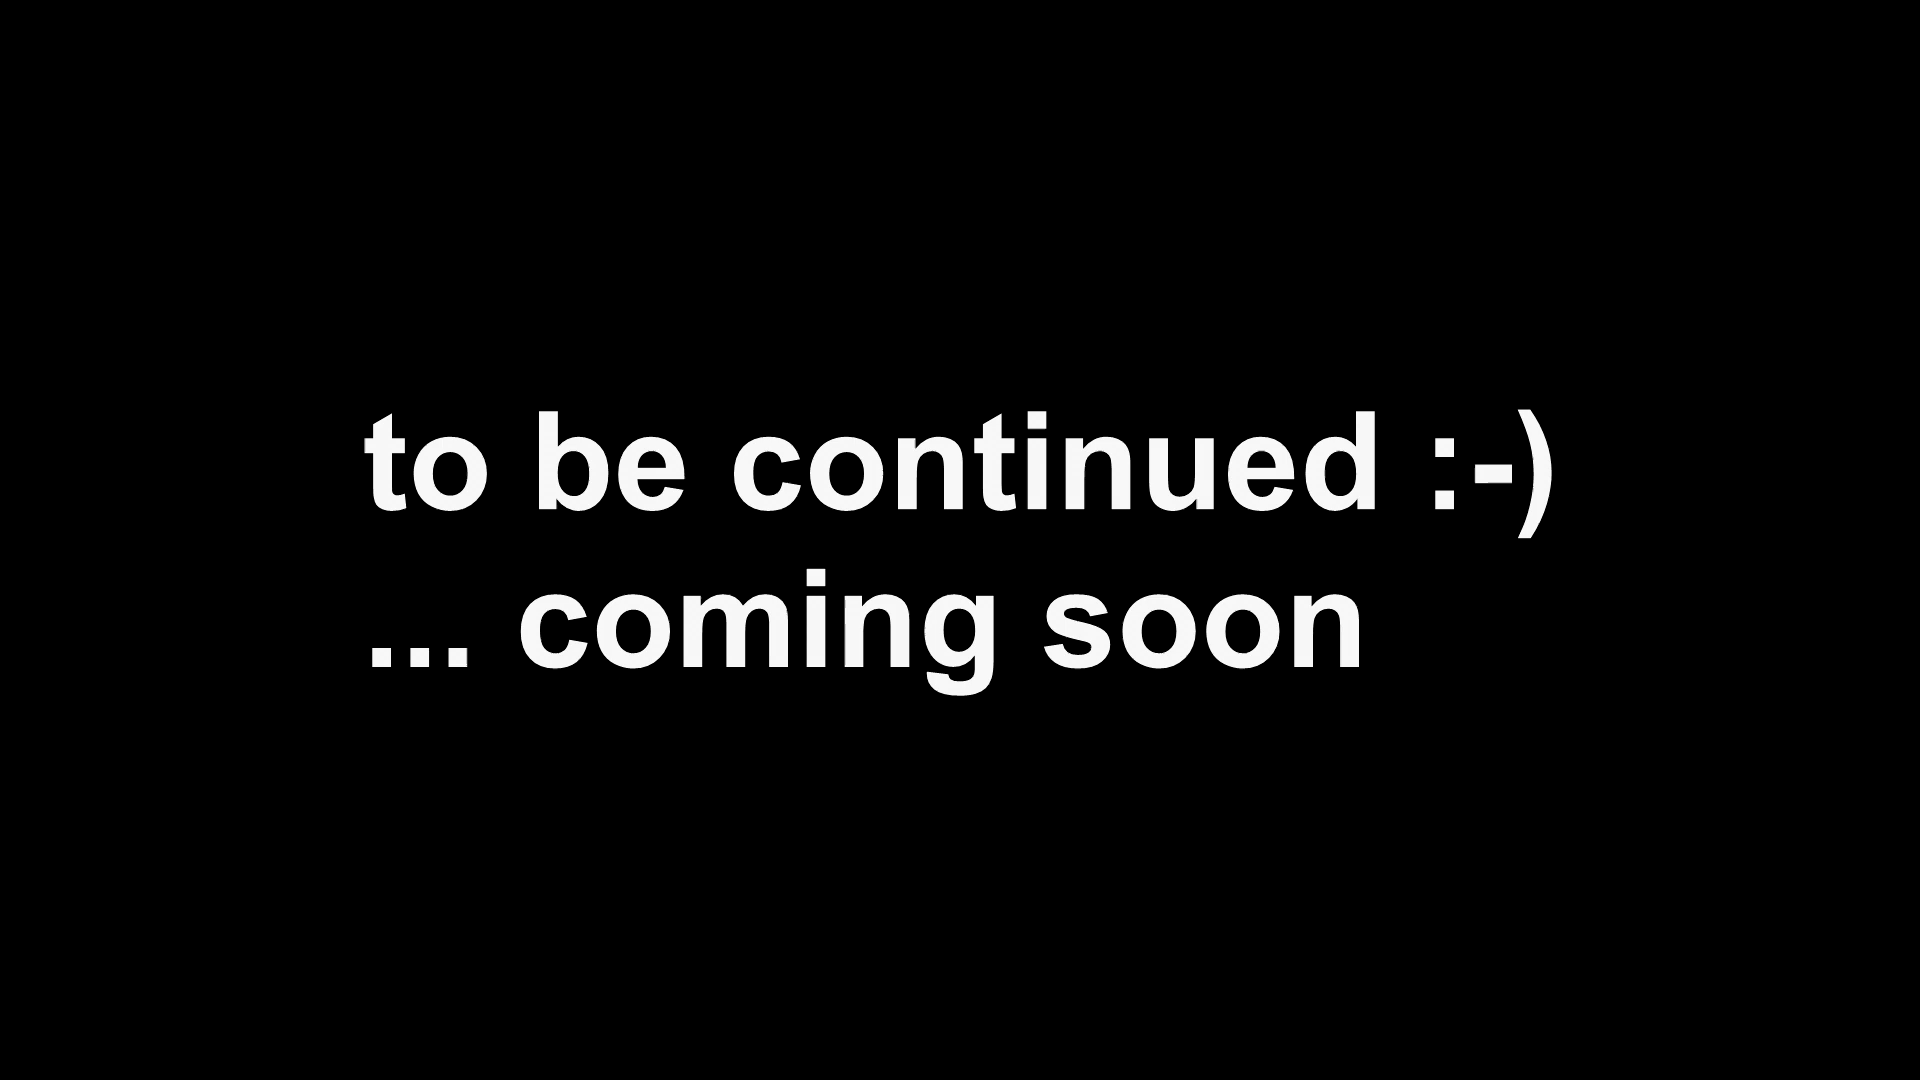 to be continued :-)
... coming soon